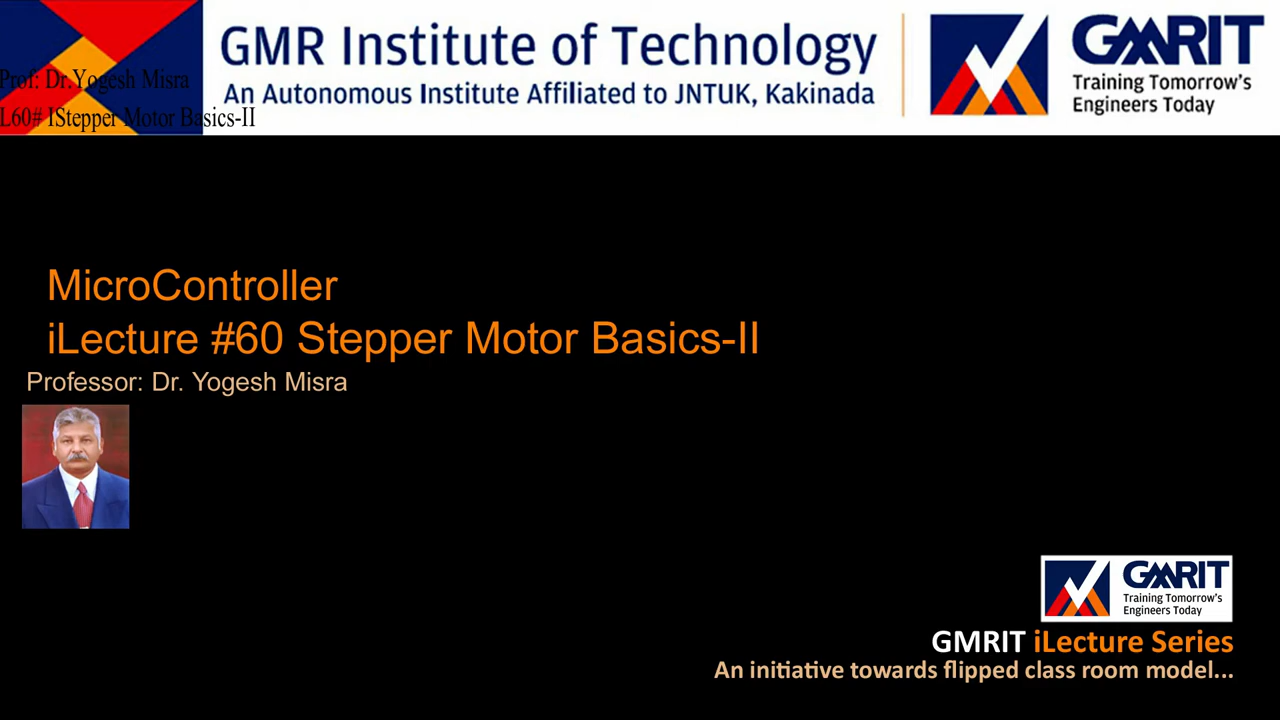 GMR Institute of Technology
An Autonomous Institute Affiliated to JNTUK, Kakinada
GMRIT
Training Tomorrow's
Engineers Today
Prof: Dr.Yogesh Misra
L60# IStepper Motor Basics-II
MicroController
iLecture #60 Stepper Motor Basics-II
Professor: Dr. Yogesh Misra
GMRIT
Training Tomorrow's
Engineers Today
GMRIT iLecture Series
An initiative towards flipped class room model...